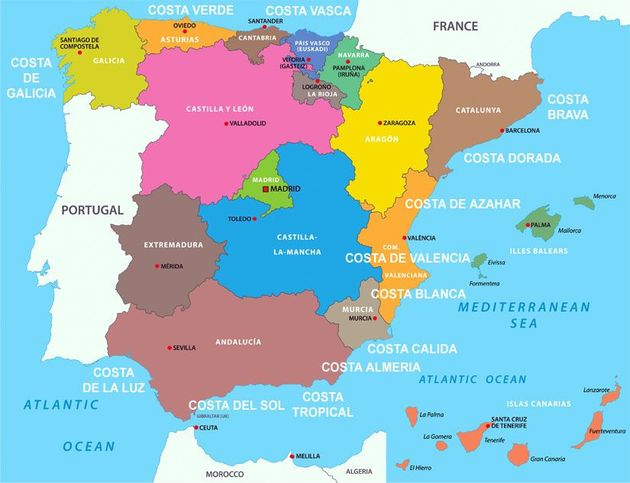 COSTA VERDE
COSTA VASCA
SANTANDER
OVIEDO
ASTURIAS
CANTABRIA
FRANCE
SANTIAGO DE
COMPOSTELA
GALICIA
PAÍS VASCO
(EUSKADI)
VITORIA
(GASTEIZ)
NAVARRA
PAMPLONA
(IRUÑA)
ANDORRA
COSTA
DE
GALICIA
LOGROÑO
LA RIOJA
CASTILLA Y LEÓN
VALLADOLID
ZARAGOZA
ARAGÓN
CATALUNYA
BARCELONA
COSTA
BRAVA
COSTA DORADA
MADRID
MADRID
PORTUGAL
TOLEDO
COSTA DE AZAHAR
Menorca
PALMA
Mallorca
ILLES BALEARS
EXTREMADURA
MÉRIDA
CASTILLA-
LA-MANCHA
VALÈNCIA
COM.
VALENCIANA
COSTA DE VALENCIA
Eivissa
Formentera
COSTA BLANCA
MEDITERRANEAN
SEA
MURCIA
MURCIA
SEVILLA
ANDALUCÍA
COSTA CALIDA
COSTA ALMERIA
COSTA
DE LA LUZ
COSTA DEL SOL
COSTA
TROPICAL
GIBRALTAR (UK)
ATLANTIC
OCEAN
CEUTA
MELILLA
MOROCCO
ALGERIA
ATLANTIC OCEAN
ISLAS CANARIAS
Lanzarote
La Palma
SANTA CRUZ
DE TENERIFE
La Gomera
Tenerife
Fuerteventura
El Hierro
Gran Canaria